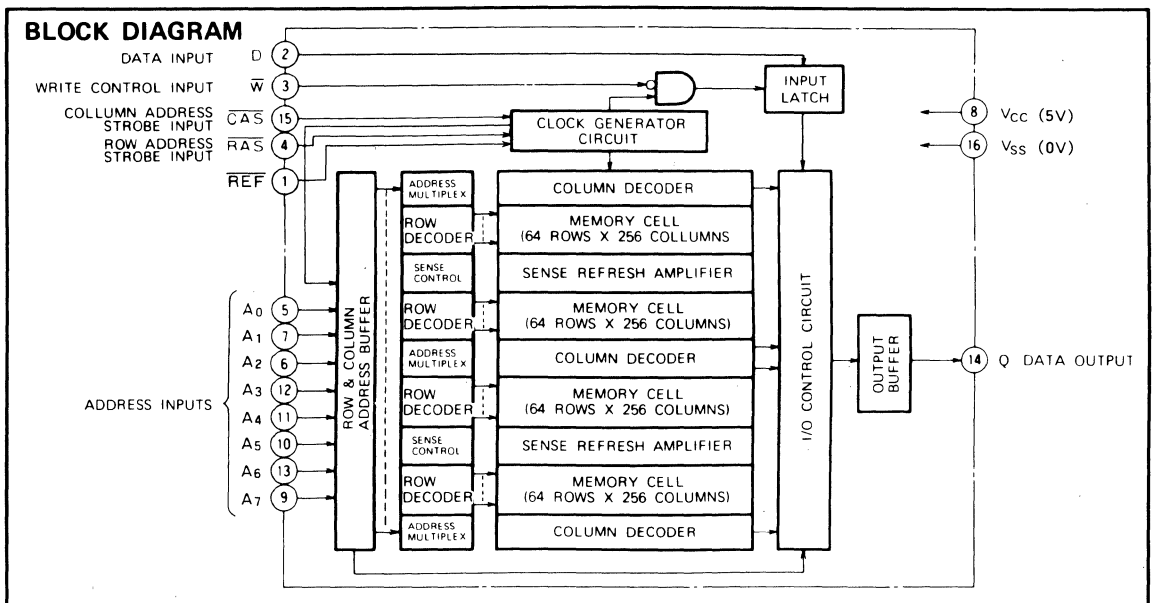 BLOCK DIAGRAM
DATA INPUT D 2
WRITE CONTROL INPUT W̅ 3
COLLUMN ADDRESS
STROBE INPUT C̅A̅S̅ 15
ROW ADDRESS
STROBE INPUT R̅A̅S̅ 4
R̅E̅F̅ 1
ADDRESS INPUTS
A0 5
A1 7
A2 6
A3 12
A4 11
A5 10
A6 13
A7 9
ROW & COLUMN
ADDRESS BUFFER
CLOCK GENERATOR
CIRCUIT
INPUT
LATCH
ADDRESS
MULTIPLEX
ROW
DECODER
SENSE
CONTROL
ROW
DECODER
ADDRESS
MULTIPLEX
ROW
DECODER
SENSE
CONTROL
ROW
DECODER
ADDRESS
MULTIPLEX
COLUMN DECODER
MEMORY CELL
(64 ROWS X 256 COLLUMNS
SENSE REFRESH AMPLIFIER
MEMORY CELL
(64 ROWS X 256 COLUMNS)
COLUMN DECODER
MEMORY CELL
(64 ROWS X 256 COLUMNS)
SENSE REFRESH AMPLIFIER
MEMORY CELL
(64 ROWS X 256 COLUMNS)
COLUMN DECODER
I/O CONTROL CIRCUIT
OUTPUT
BUFFER
8 VCC (5V)
16 VSS (0V)
14 Q DATA OUTPUT